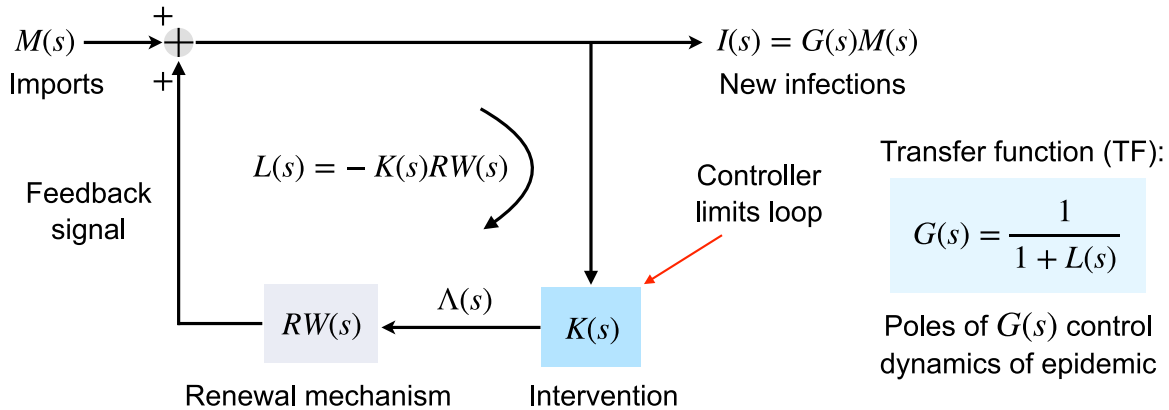 +
M(s)
+
I(s) = G(s)M(s)
Imports
+
New infections
L(s) = − K(s)RW(s)
Feedback
signal
Controller
limits loop
Transfer function (TF):
G(s) = 1 / (1 + L(s))
Λ(s)
RW(s)
K(s)
Poles of G(s) control
dynamics of epidemic
Renewal mechanism
Intervention